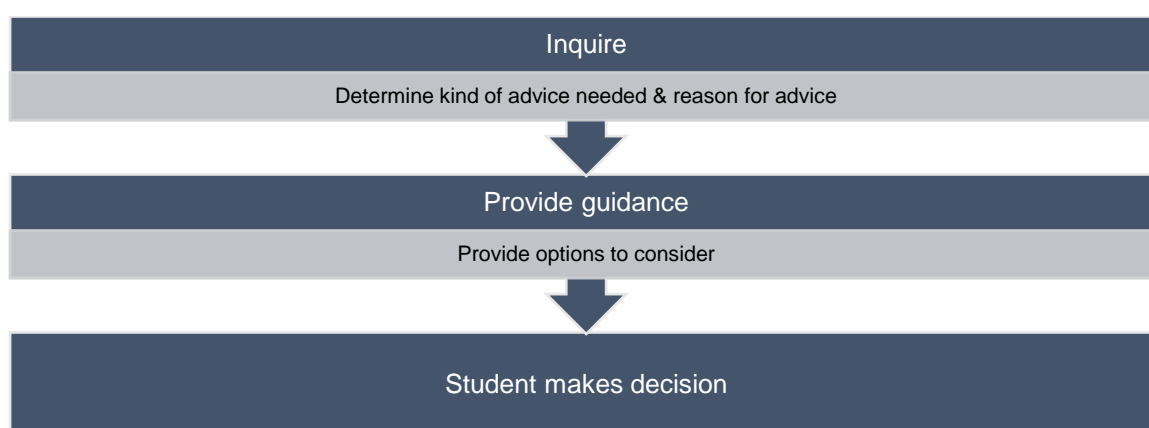 Inquire
Determine kind of advice needed & reason for advice
Provide guidance
Provide options to consider
Student makes decision